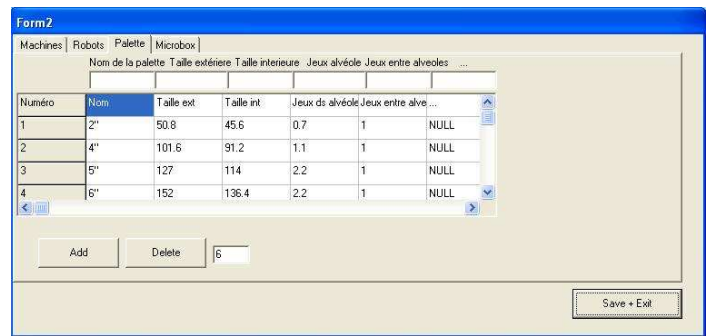 Form2
Machines Robots Palette Microbox
Nom de la palette Taille extériere Taille interieure Jeux alvéole Jeux entre alveoles ...
Numéro Nom Taille ext Taille int Jeux ds alvéole Jeux entre alve ...
1 2" 50.8 45.6 0.7 1 NULL
2 4" 101.6 91.2 1.1 1 NULL
3 5" 127 114 2.2 1 NULL
4 6" 152 136.4 2.2 1 NULL
Add Delete 6
Save + Exit